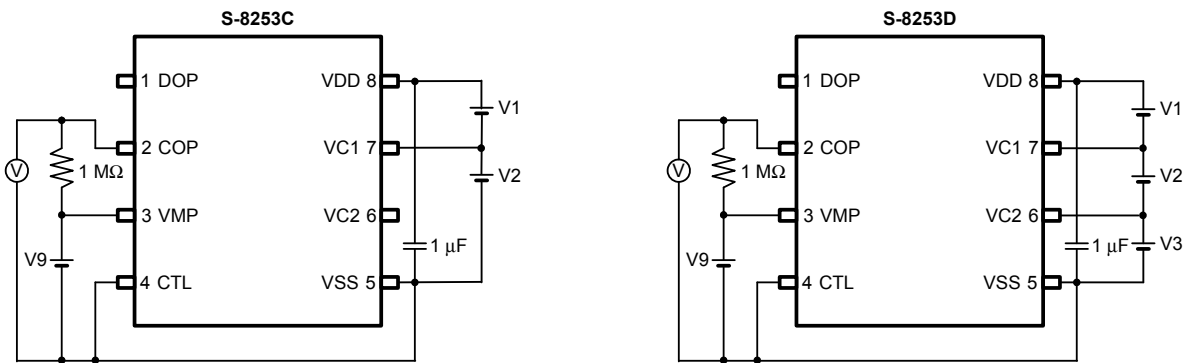 S-8253C
1 DOP
VDD 8
V1
2 COP
VC1 7
V
1 MΩ
V2
3 VMP
VC2 6
V9
1 μF
4 CTL
VSS 5
S-8253D
1 DOP
VDD 8
V1
2 COP
VC1 7
V
1 MΩ
V2
3 VMP
VC2 6
V9
1 μF
V3
4 CTL
VSS 5